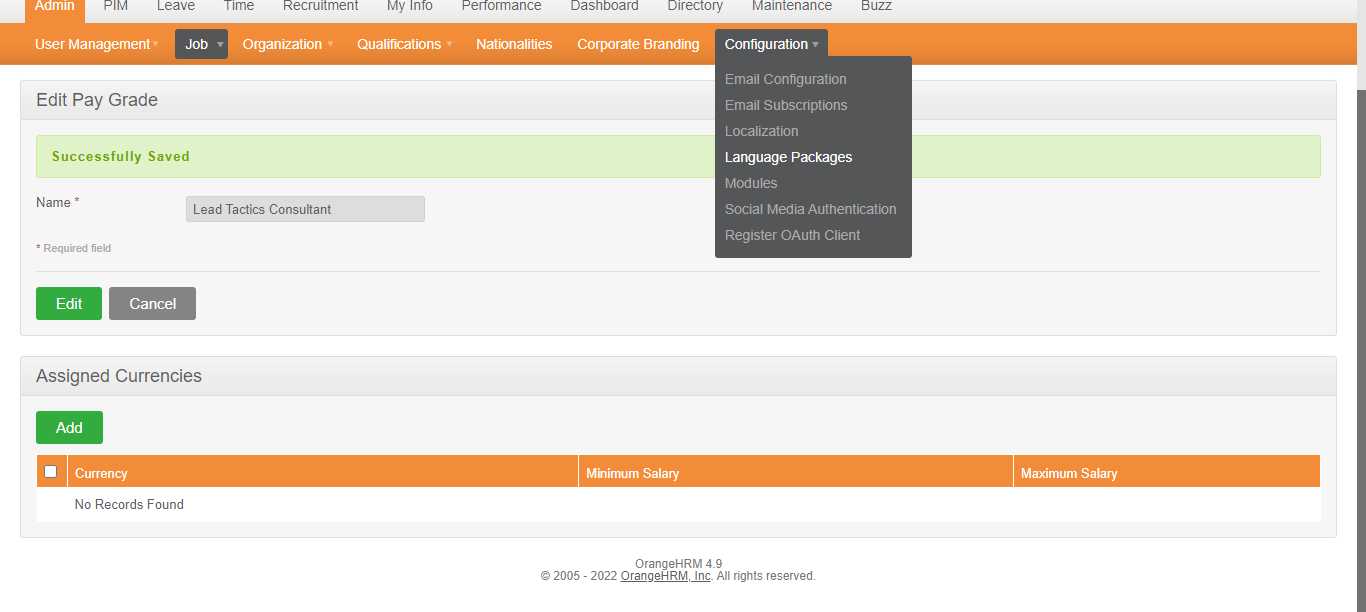 Admin PIM Leave Time Recruitment My Info Performance Dashboard Directory Maintenance Buzz
User Management Job Organization Qualifications Nationalities Corporate Branding Configuration
Email Configuration
Email Subscriptions
Localization
Language Packages
Modules
Social Media Authentication
Register OAuth Client
Edit Pay Grade
Successfully Saved
Name * Lead Tactics Consultant
* Required field
Edit Cancel
Assigned Currencies
Add
Currency Minimum Salary Maximum Salary
No Records Found
OrangeHRM 4.9
© 2005 - 2022 OrangeHRM, Inc. All rights reserved.